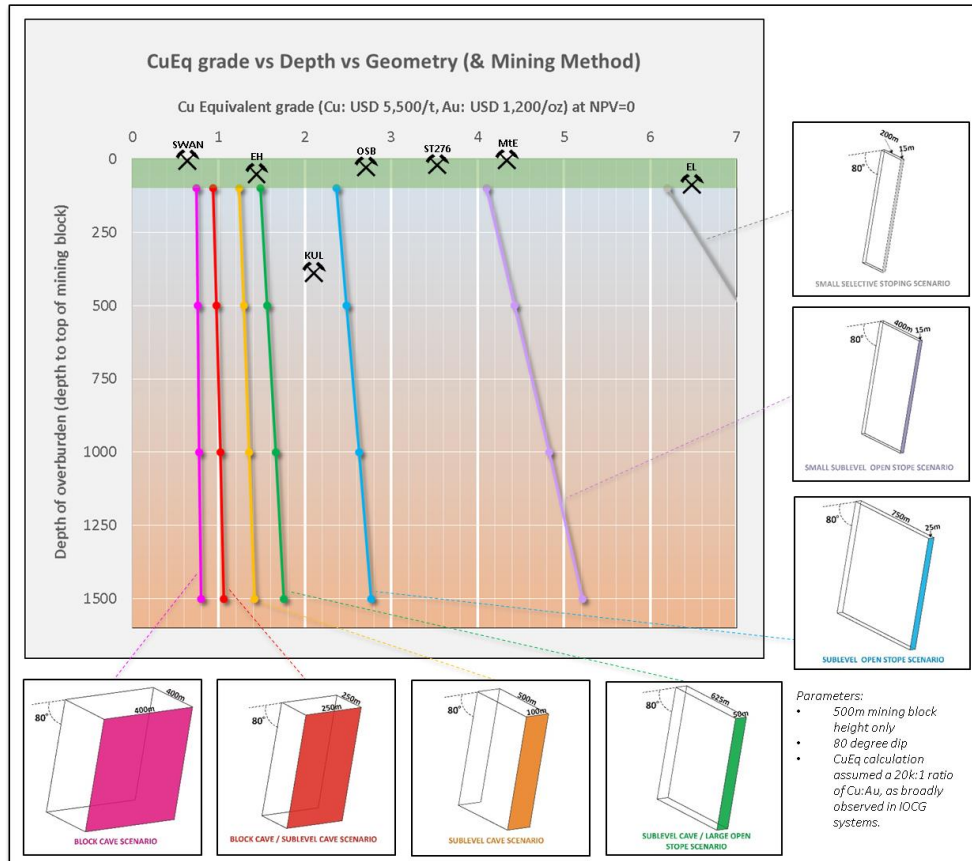 CuEq grade vs Depth vs Geometry (& Mining Method)
Cu Equivalent grade (Cu: USD 5,500/t, Au: USD 1,200/oz) at NPV=0
0 1 2 3 4 5 6 7
SWAN
EH
OSB
ST276
MtE
EL
KUL
0
250
500
750
1000
1250
1500
Depth of overburden (depth to top of mining block)
200m
15m
80°
SMALL SELECTIVE STOPING SCENARIO
400m
15m
80°
SMALL SUBLEVEL OPEN STOPE SCENARIO
750m
25m
80°
SUBLEVEL OPEN STOPE SCENARIO
400m
400m
80°
BLOCK CAVE SCENARIO
250m
250m
80°
BLOCK CAVE / SUBLEVEL CAVE SCENARIO
500m
100m
80°
SUBLEVEL CAVE SCENARIO
625m
50m
80°
SUBLEVEL CAVE / LARGE OPEN
STOPE SCENARIO
Parameters:
• 500m mining block
height only
• 80 degree dip
• CuEq calculation
assumed a 20k:1 ratio
of Cu:Au, as broadly
observed in IOCG
systems.